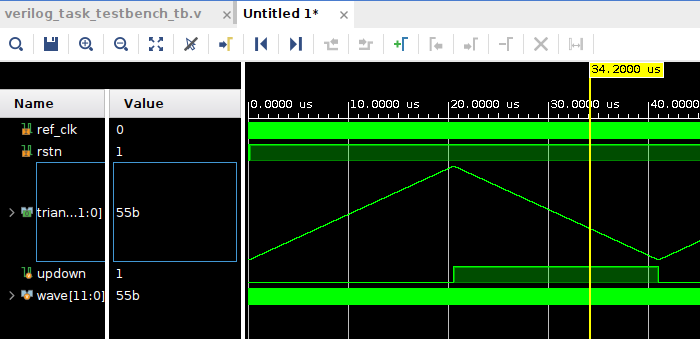 verilog_task_testbench_tb.v × Untitled 1* ×
34.2000 us
Name Value 0.0000 us 10.0000 us 20.0000 us 30.0000 us 40.0000
ref_clk 0
rstn 1
trian...1:0] 55b
updown 1
wave[11:0] 55b